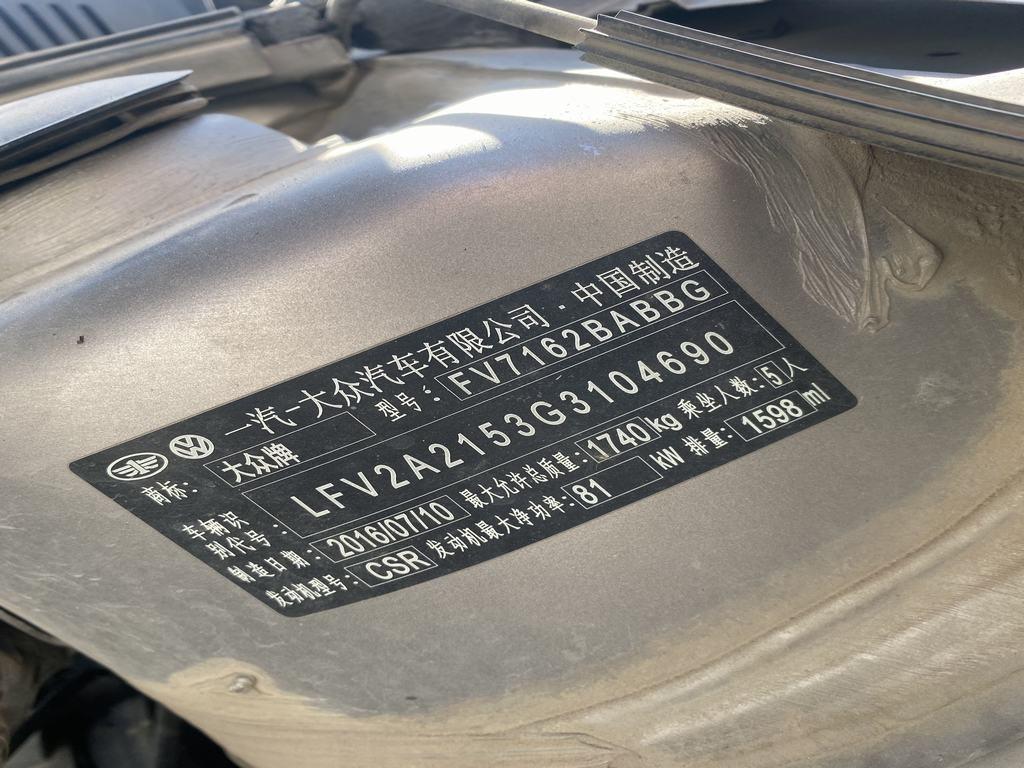 一汽-大众汽车有限公司·中国制造
商标: 大众牌 型号: FV7162BABBG
车辆识别代号: LFV2A2153G3104690
制造日期: 2016/07/10 最大允许总质量: 1740 kg 乘坐人数: 5 人
发动机型号: CSR 发动机最大净功率: 81 kW 排量: 1598 ml